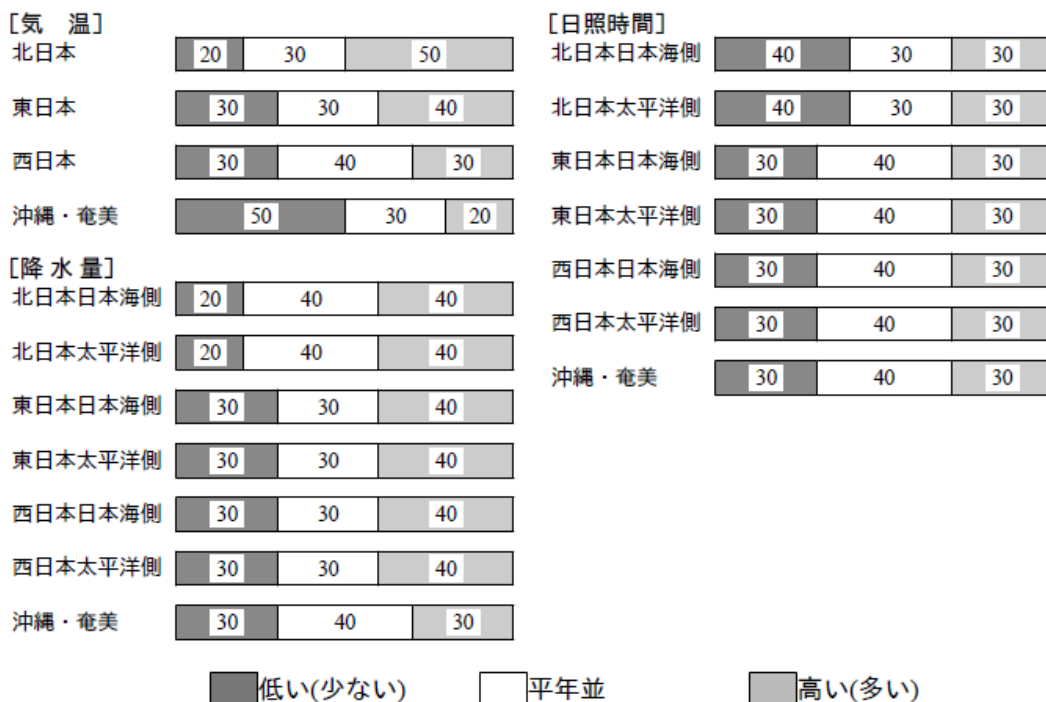 [気 温]
北日本 20 30 50
東日本 30 30 40
西日本 30 40 30
沖縄・奄美 50 30 20
[降 水 量]
北日本日本海側 20 40 40
北日本太平洋側 20 40 40
東日本日本海側 30 30 40
東日本太平洋側 30 30 40
西日本日本海側 30 30 40
西日本太平洋側 30 30 40
沖縄・奄美 30 40 30
[日照時間]
北日本日本海側 40 30 30
北日本太平洋側 40 30 30
東日本日本海側 30 40 30
東日本太平洋側 30 40 30
西日本日本海側 30 40 30
西日本太平洋側 30 40 30
沖縄・奄美 30 40 30
低い(少ない) 平年並 高い(多い)